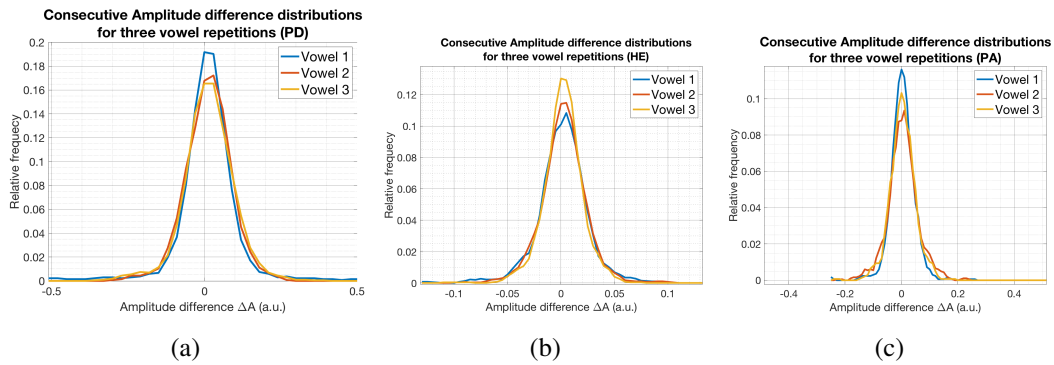 Consecutive Amplitude difference distributions
for three vowel repetitions (PD)
0.2
0.18
0.16
0.14
0.12
0.1
0.08
0.06
0.04
0.02
0
Relative frequecy
Vowel 1
Vowel 2
Vowel 3
-0.5 0 0.5
Amplitude difference ΔA (a.u.)
(a)
Consecutive Amplitude difference distributions
for three vowel repetitions (HE)
0.12
0.1
0.08
0.06
0.04
0.02
0
Relative frequecy
Vowel 1
Vowel 2
Vowel 3
-0.1 -0.05 0 0.05 0.1
Amplitude difference ΔA (a.u.)
(b)
Consecutive Amplitude difference distributions
for three vowel repetitions (PA)
0.1
0.08
0.06
0.04
0.02
0
Relative frequecy
Vowel 1
Vowel 2
Vowel 3
-0.4 -0.2 0 0.2 0.4
Amplitude difference ΔA (a.u.)
(c)